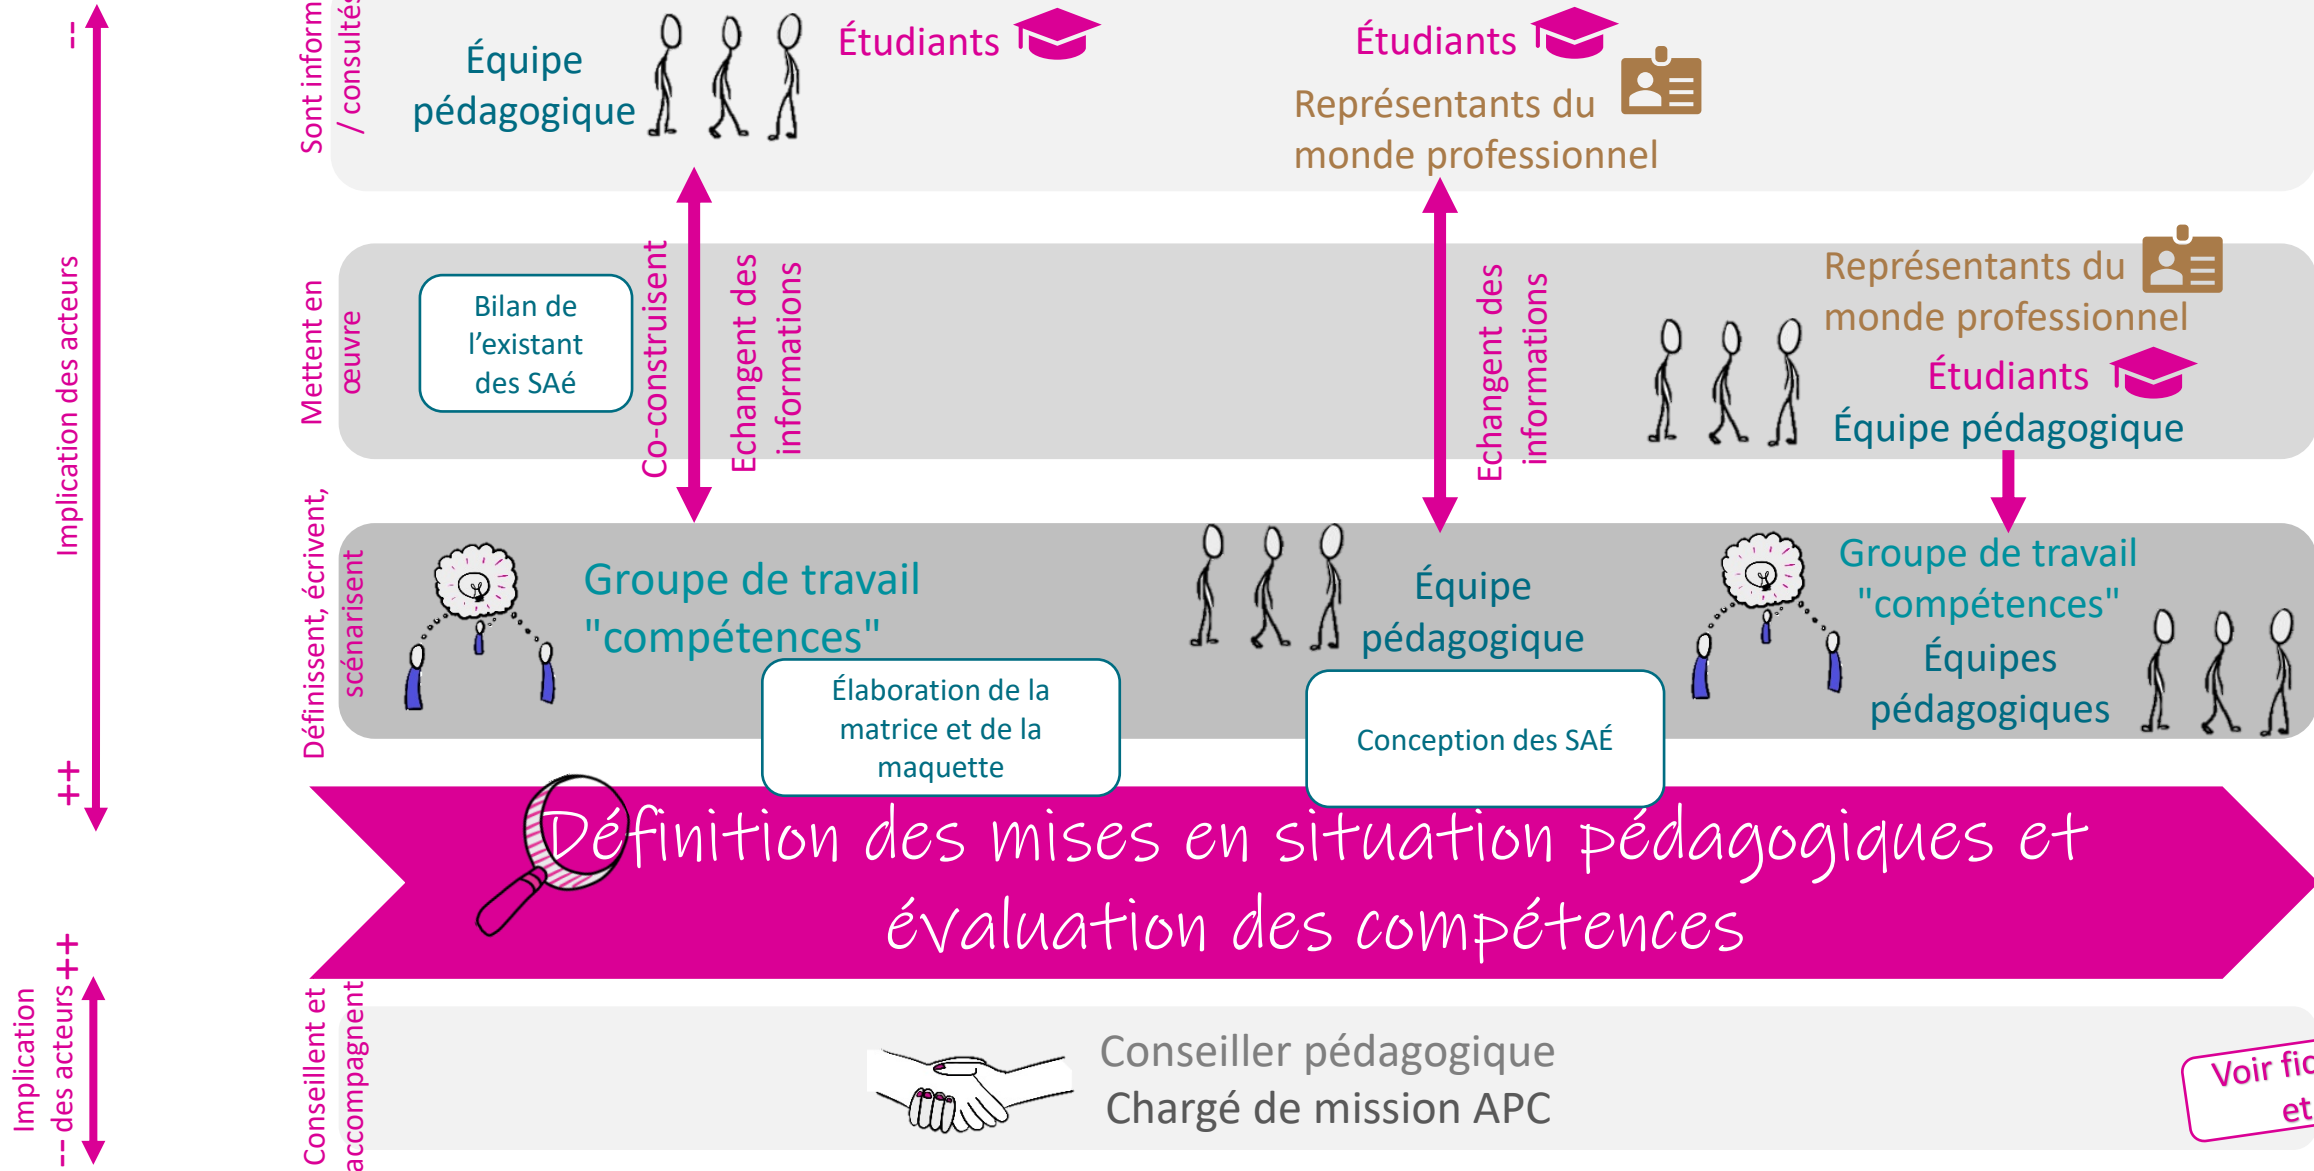 --
Implication des acteurs
++
Sont inform
/ consultés
Équipe
pédagogique
Étudiants
Étudiants
Représentants du
monde professionnel
Mettent en
œuvre
Bilan de
l'existant
des SAé
Co-construisent
Echangent des
informations
Echangent des
informations
Représentants du
monde professionnel
Étudiants
Équipe pédagogique
Définissent, écrivent,
scénarisent
Groupe de travail
"compétences"
Élaboration de la
matrice et de la
maquette
Équipe
pédagogique
Conception des SAÉ
Groupe de travail
"compétences"
Équipes
pédagogiques
Définition des mises en situation pédagogiques et
évaluation des compétences
Implication
-- des acteurs ++
Conseillent et
accompagnent
Conseiller pédagogique
Chargé de mission APC
Voir fic
et